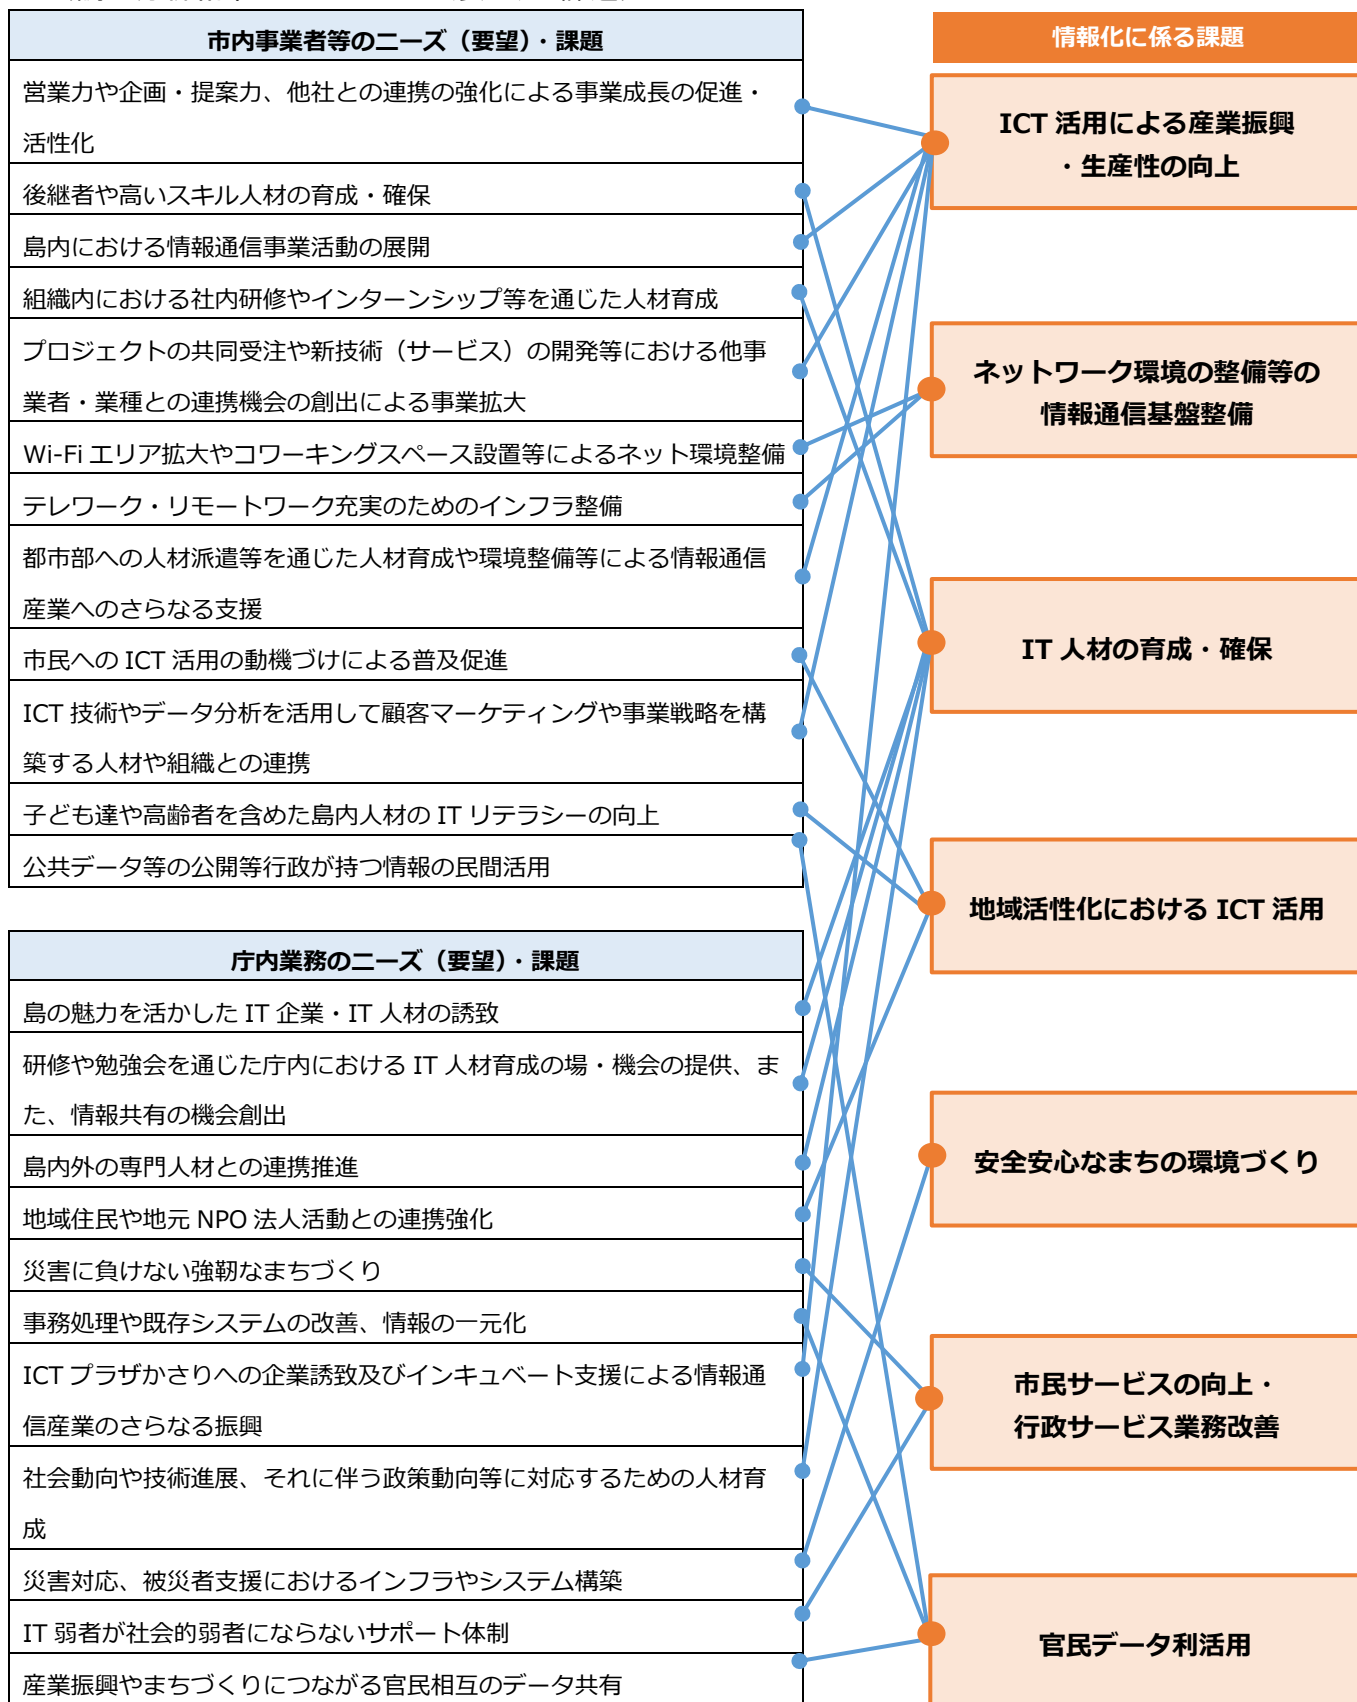 市内事業者等のニーズ（要望）・課題
営業力や企画・提案力、他社との連携の強化による事業成長の促進・
活性化
後継者や高いスキル人材の育成・確保
島内における情報通信事業活動の展開
組織内における社内研修やインターンシップ等を通じた人材育成
プロジェクトの共同受注や新技術（サービス）の開発等における他事
業者・業種との連携機会の創出による事業拡大
Wi-Fi エリア拡大やコワーキングスペース設置等によるネット環境整備
テレワーク・リモートワーク充実のためのインフラ整備
都市部への人材派遣等を通じた人材育成や環境整備等による情報通信
産業へのさらなる支援
市民への ICT 活用の動機づけによる普及促進
ICT 技術やデータ分析を活用して顧客マーケティングや事業戦略を構
築する人材や組織との連携
子ども達や高齢者を含めた島内人材の IT リテラシーの向上
公共データ等の公開等行政が持つ情報の民間活用
庁内業務のニーズ（要望）・課題
島の魅力を活かした IT 企業・IT 人材の誘致
研修や勉強会を通じた庁内における IT 人材育成の場・機会の提供、ま
た、情報共有の機会創出
島内外の専門人材との連携推進
地域住民や地元 NPO 法人活動との連携強化
災害に負けない強靭なまちづくり
事務処理や既存システムの改善、情報の一元化
ICT プラザかさりへの企業誘致及びインキュベート支援による情報通
信産業のさらなる振興
社会動向や技術進展、それに伴う政策動向等に対応するための人材育
成
災害対応、被災者支援におけるインフラやシステム構築
IT 弱者が社会的弱者にならないサポート体制
産業振興やまちづくりにつながる官民相互のデータ共有
情報化に係る課題
ICT 活用による産業振興
・生産性の向上
ネットワーク環境の整備等の
情報通信基盤整備
IT 人材の育成・確保
地域活性化における ICT 活用
安全安心なまちの環境づくり
市民サービスの向上・
行政サービス業務改善
官民データ利活用